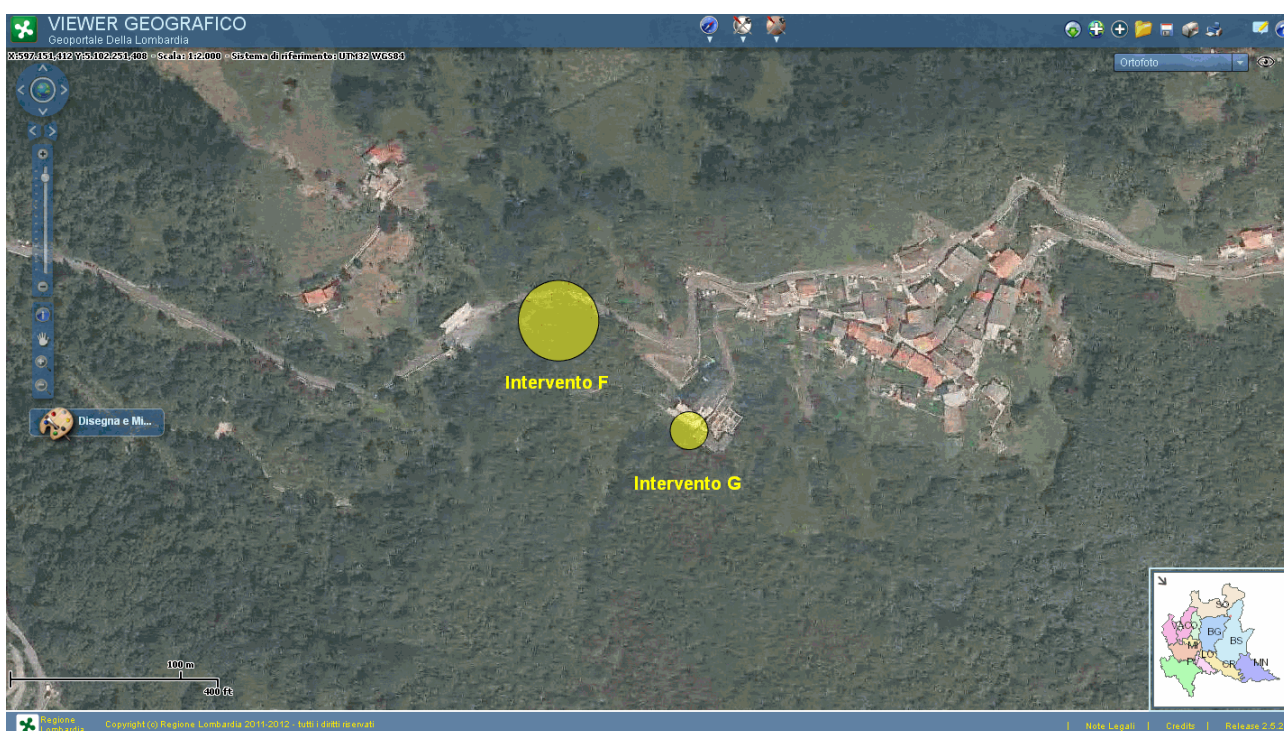 VIEWER GEOGRAFICO
Geoportale Della Lombardia
X:597.151,412 Y:5.102.251,408 - Scala: 1:2.000 - Sistema di riferimento: UTM32 WGS84
Ortofoto
Intervento F
Disegna e Mi...
Intervento G
SO
CO
BG
BS
MI
LO
CR
MN
100 m
400 ft
Regione
Lombardia
Copyright (c) Regione Lombardia 2011-2012 - tutti i diritti riservati
| Note Legali | Credits | Release 2.5.2